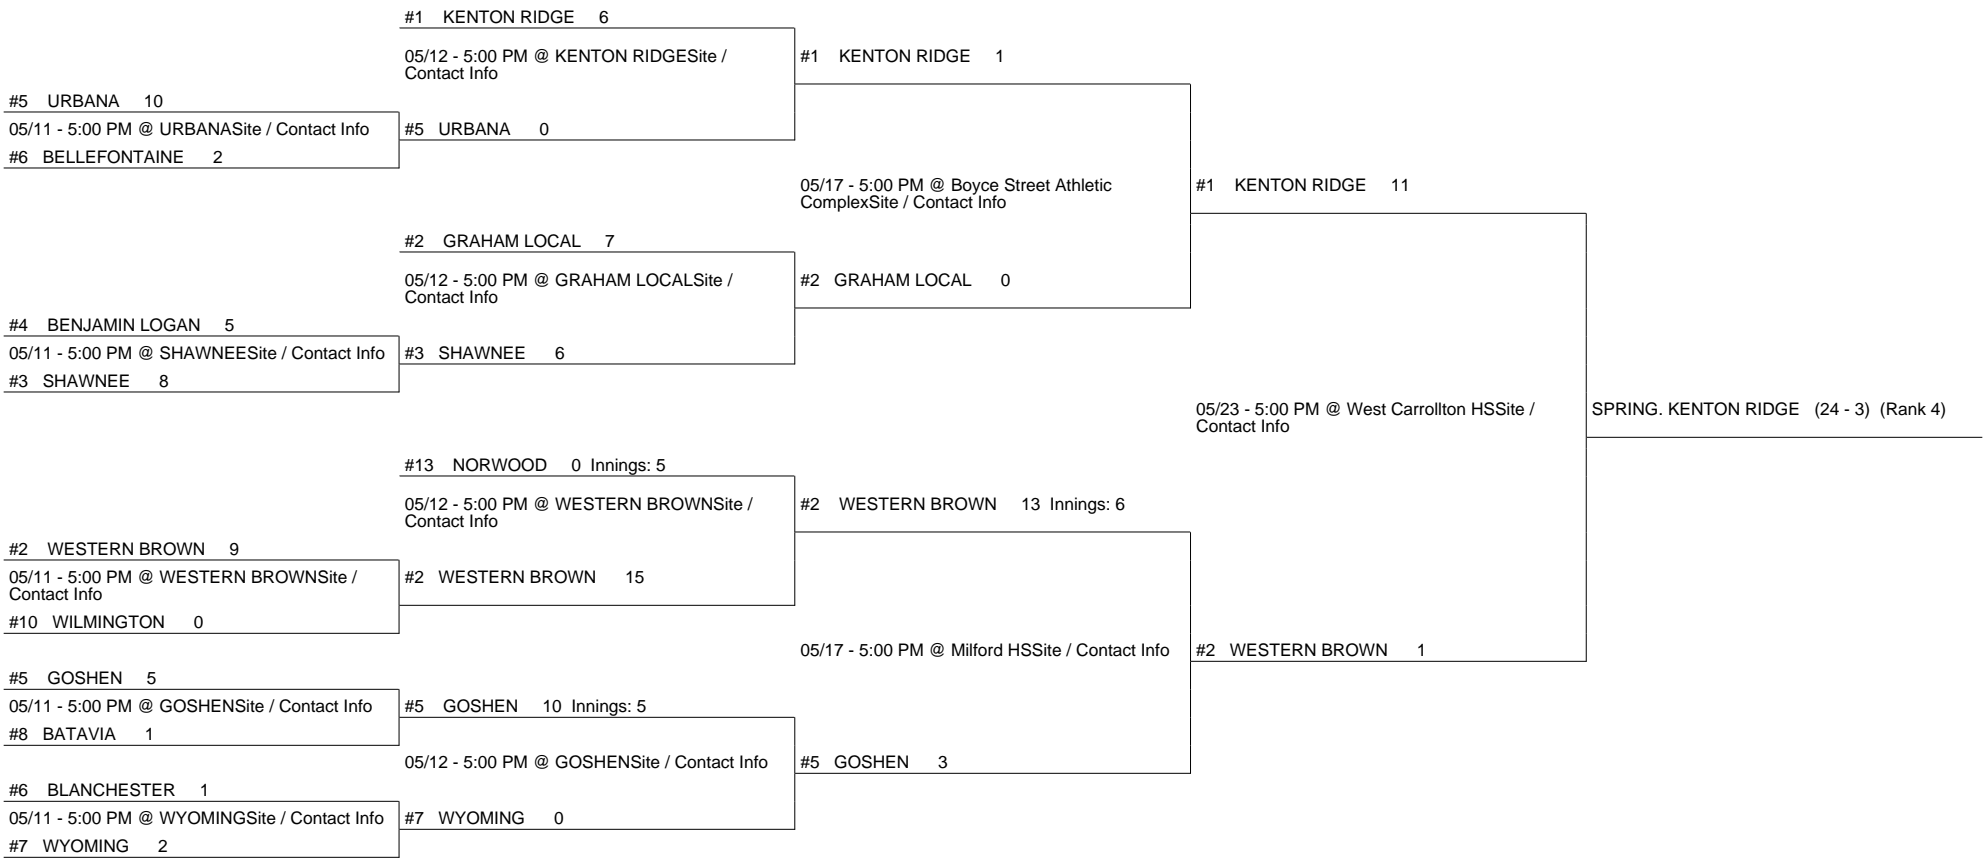 #1 KENTON RIDGE 6
05/12 - 5:00 PM @ KENTON RIDGESite /
Contact Info
#1 KENTON RIDGE 1
#5 URBANA 10
05/11 - 5:00 PM @ URBANASite / Contact Info
#5 URBANA 0
#6 BELLEFONTAINE 2
05/17 - 5:00 PM @ Boyce Street Athletic
ComplexSite / Contact Info
#1 KENTON RIDGE 11
#2 GRAHAM LOCAL 7
05/12 - 5:00 PM @ GRAHAM LOCALSite /
Contact Info
#2 GRAHAM LOCAL 0
#4 BENJAMIN LOGAN 5
05/11 - 5:00 PM @ SHAWNEESite / Contact Info
#3 SHAWNEE 6
#3 SHAWNEE 8
05/23 - 5:00 PM @ West Carrollton HSSite /
Contact Info
SPRING. KENTON RIDGE (24 - 3) (Rank 4)
#13 NORWOOD 0 Innings: 5
05/12 - 5:00 PM @ WESTERN BROWNSite /
Contact Info
#2 WESTERN BROWN 13 Innings: 6
#2 WESTERN BROWN 9
05/11 - 5:00 PM @ WESTERN BROWNSite /
Contact Info
#2 WESTERN BROWN 15
#10 WILMINGTON 0
05/17 - 5:00 PM @ Milford HSSite / Contact Info
#2 WESTERN BROWN 1
#5 GOSHEN 5
05/11 - 5:00 PM @ GOSHENSite / Contact Info
#5 GOSHEN 10 Innings: 5
#8 BATAVIA 1
05/12 - 5:00 PM @ GOSHENSite / Contact Info
#5 GOSHEN 3
#6 BLANCHESTER 1
05/11 - 5:00 PM @ WYOMINGSite / Contact Info
#7 WYOMING 0
#7 WYOMING 2